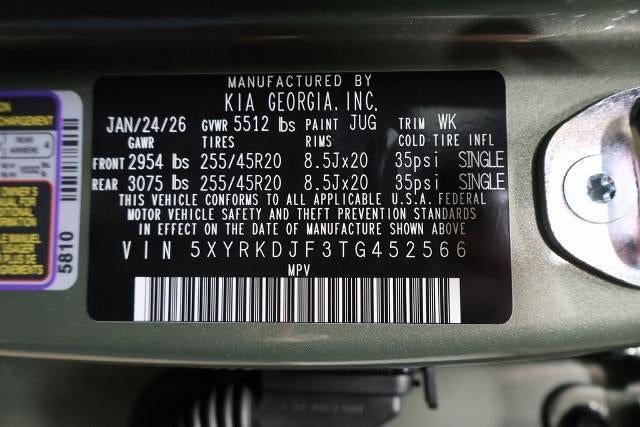 MANUFACTURED BY
KIA GEORGIA, INC.
JAN/24/26 GVWR 5512 lbs PAINT JUG TRIM WK
GAWR TIRES RIMS COLD TIRE INFL
FRONT 2954 lbs 255/45R20 8.5Jx20 35psi SINGLE
REAR 3075 lbs 255/45R20 8.5Jx20 35psi SINGLE
THIS VEHICLE CONFORMS TO ALL APPLICABLE U.S.A. FEDERAL
MOTOR VEHICLE SAFETY AND THEFT PREVENTION STANDARDS
IN EFFECT ON THE DATE OF MANUFACTURE SHOWN ABOVE
VIN 5XYRKDJF3TG452566
MPV
5810